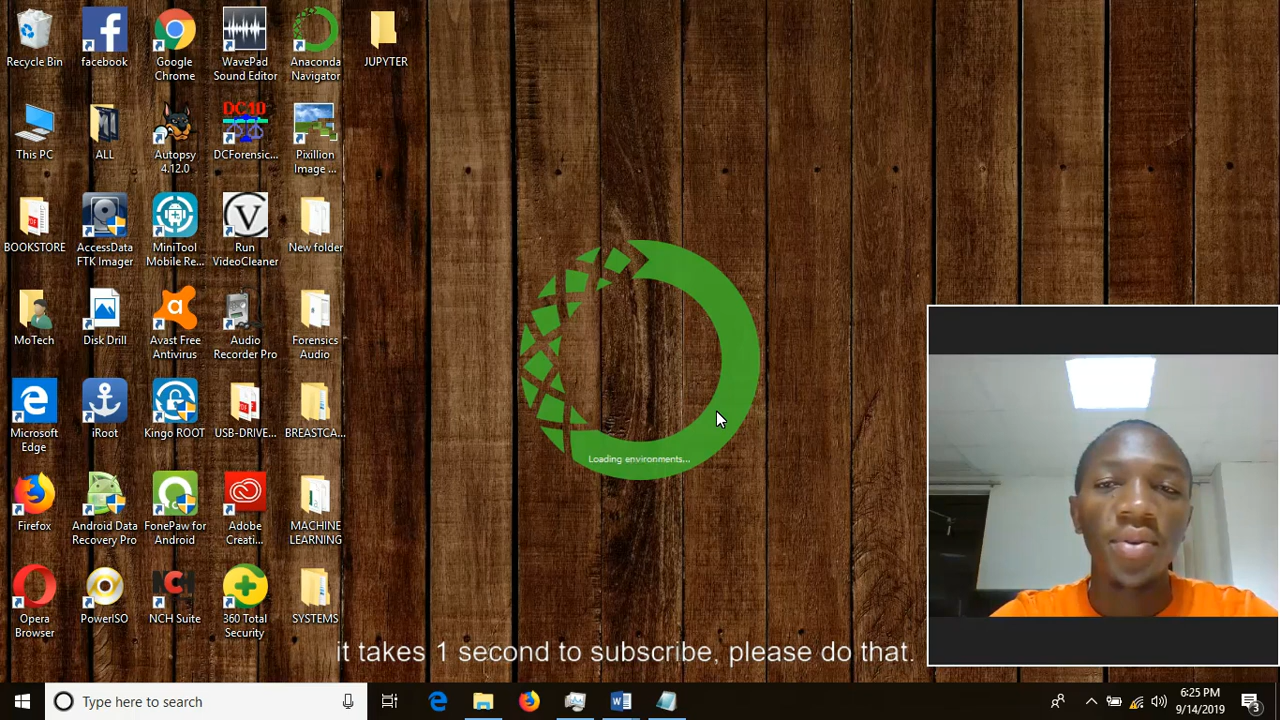 Recycle Bin
facebook
Google
Chrome
WavePad
Sound Editor
Anaconda
Navigator
JUPYTER
This PC
ALL
Autopsy
4.12.0
DC10
DCForensic...
Pixillion
Image ...
BOOKSTORE
AccessData
FTK Imager
MiniTool
Mobile Re...
V
Run
VideoCleaner
New folder
MoTech
Disk Drill
Avast Free
Antivirus
Audio
Recorder Pro
Forensics
Audio
Microsoft
Edge
iRoot
Kingo ROOT
USB-DRIVE...
BREASTCA...
Loading environments...
Firefox
Android Data
Recovery Pro
FonePaw for
Android
Adobe
Creati...
MACHINE
LEARNING
Opera
Browser
PowerISO
NCH
NCH Suite
360 Total
Security
SYSTEMS
it takes 1 second to subscribe, please do that.
Type here to search
6:25 PM
9/14/2019
3